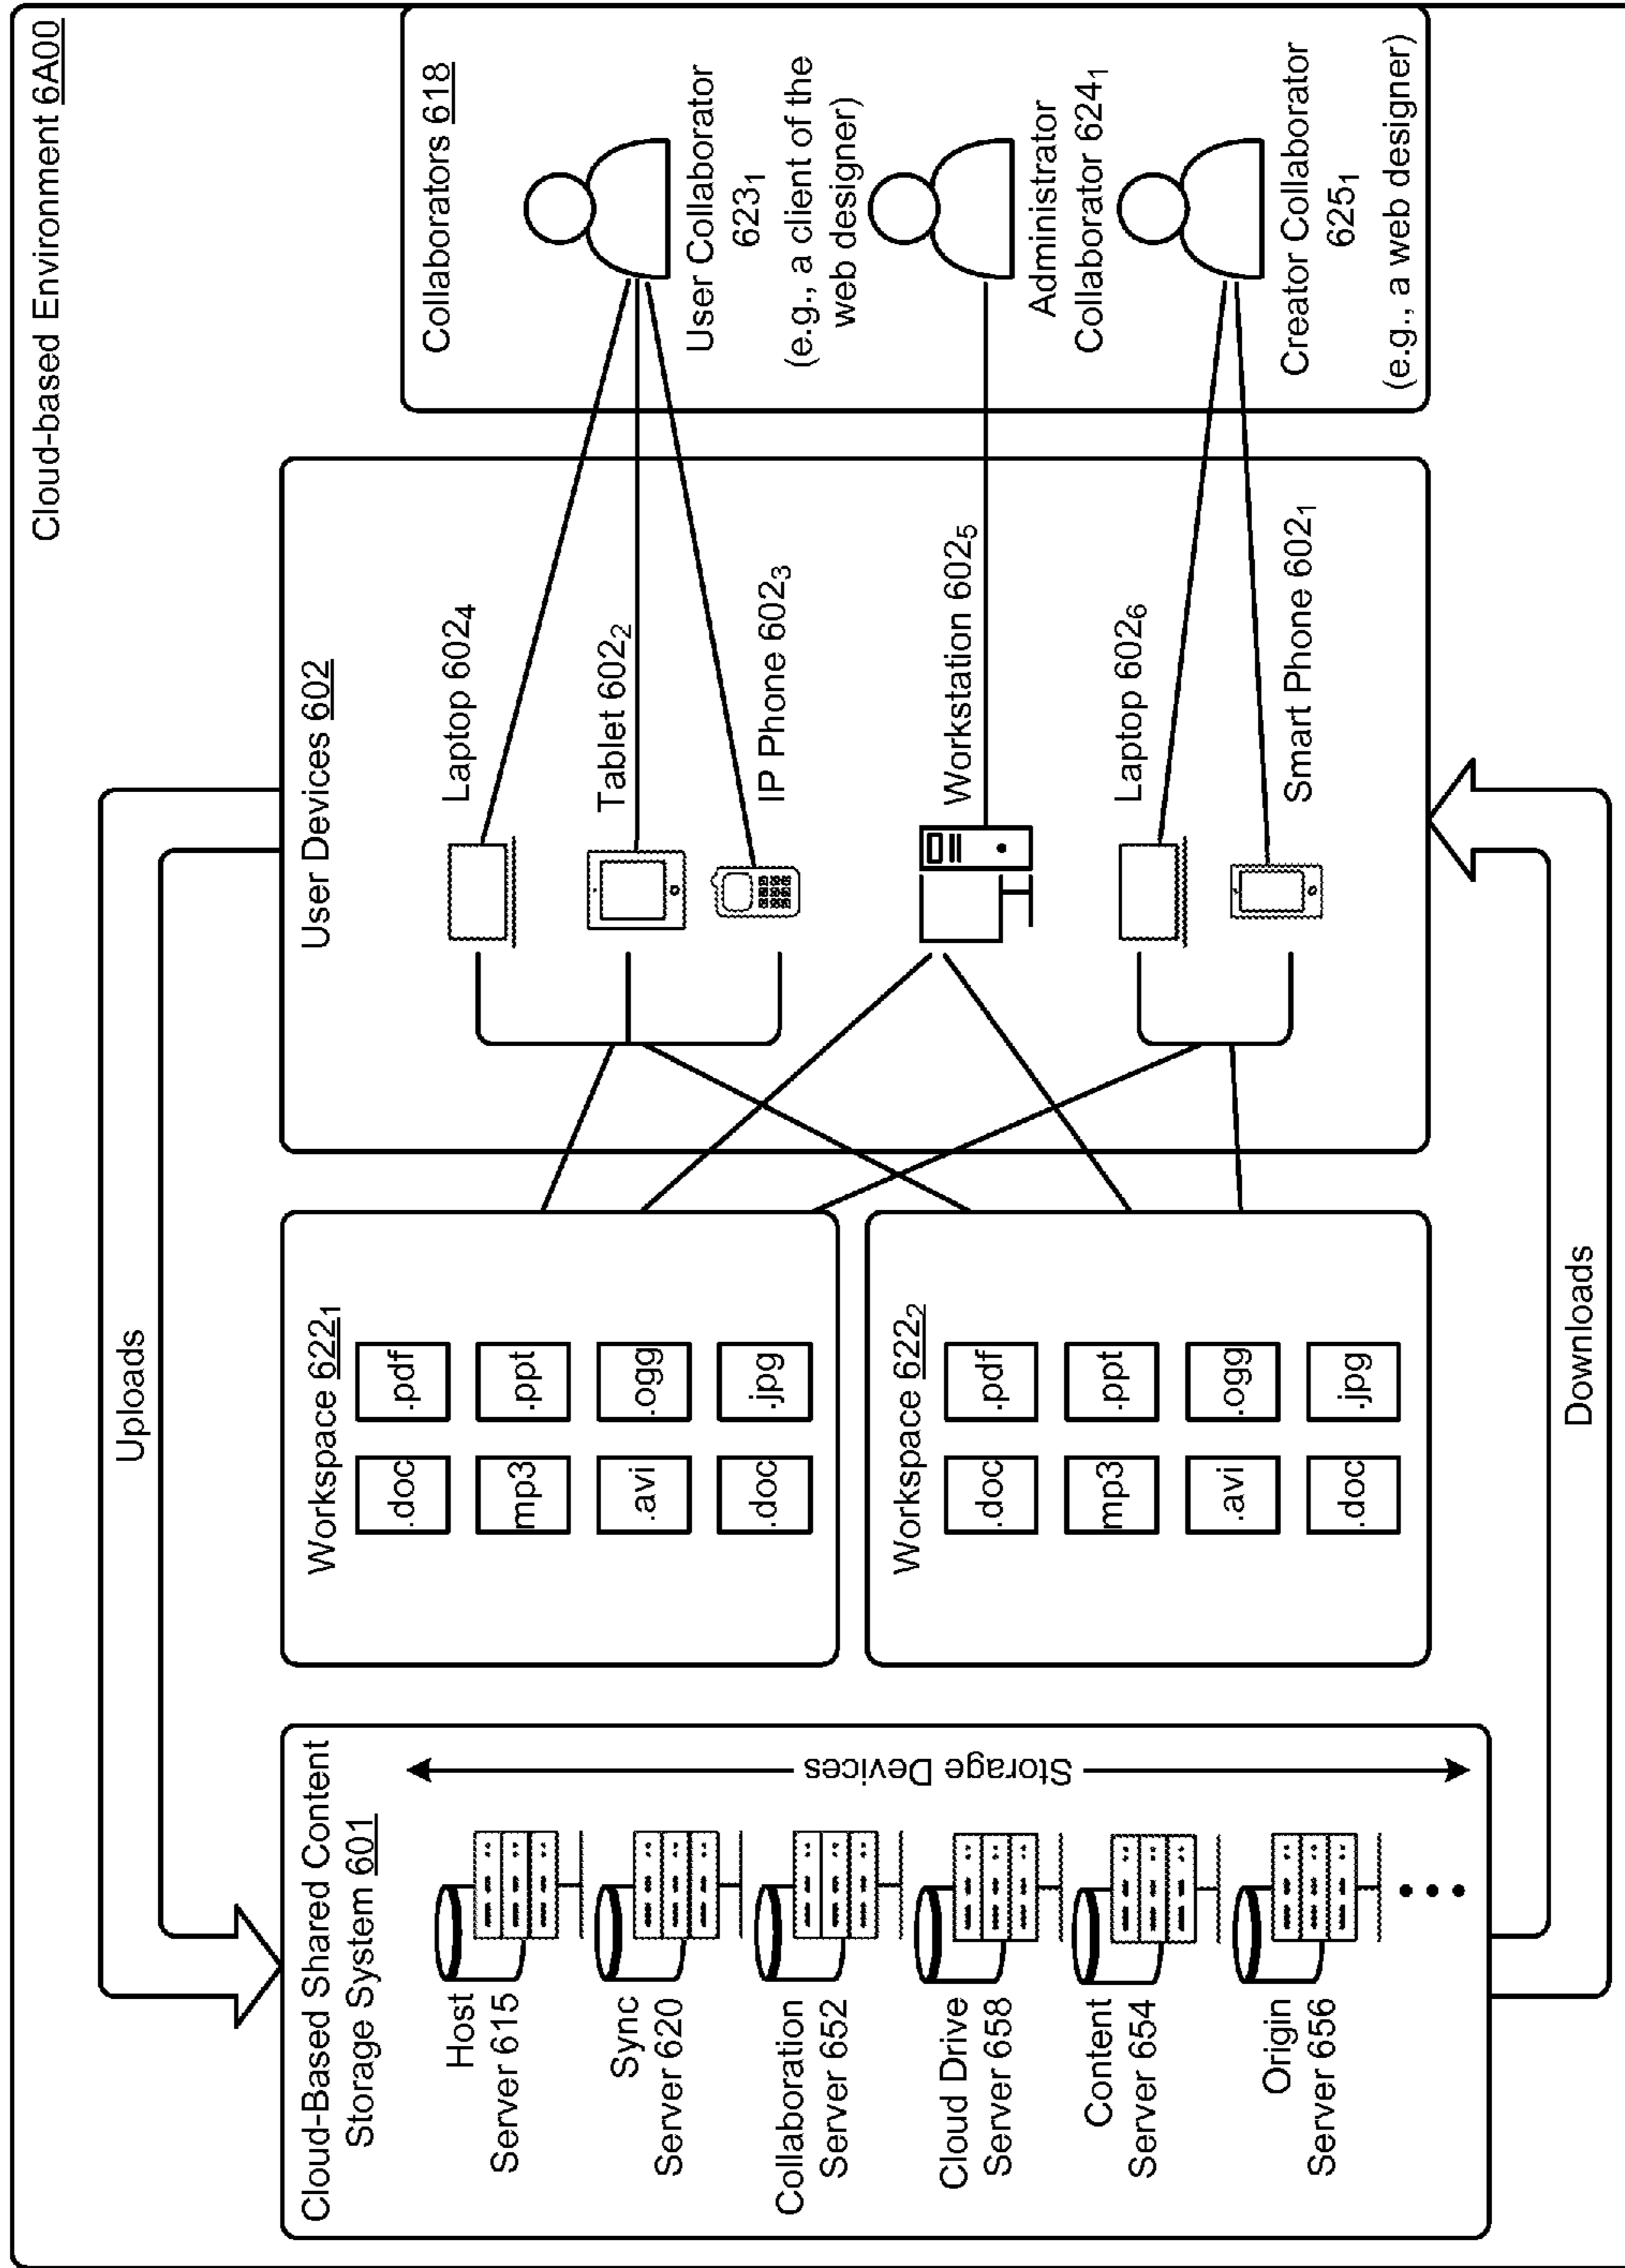 Cloud-based Environment 6A00
Uploads
Cloud-Based Shared Content
Storage System 601
Host
Server 615
Sync
Server 620
Collaboration
Server 652
Cloud Drive
Server 658
Content
Server 654
Origin
Server 656
Storage Devices
Workspace 622₁
.doc
.pdf
mp3
.ppt
.avi
.ogg
.doc
.jpg
Workspace 622₂
.doc
.pdf
mp3
.ppt
.avi
.ogg
.doc
.jpg
User Devices 602
Laptop 602₄
Tablet 602₂
IP Phone 602₃
Workstation 602₅
Laptop 602₆
Smart Phone 602₁
Collaborators 618
User Collaborator
623₁
(e.g., a client of the
web designer)
Administrator
Collaborator 624₁
Creator Collaborator
625₁
(e.g., a web designer)
Downloads